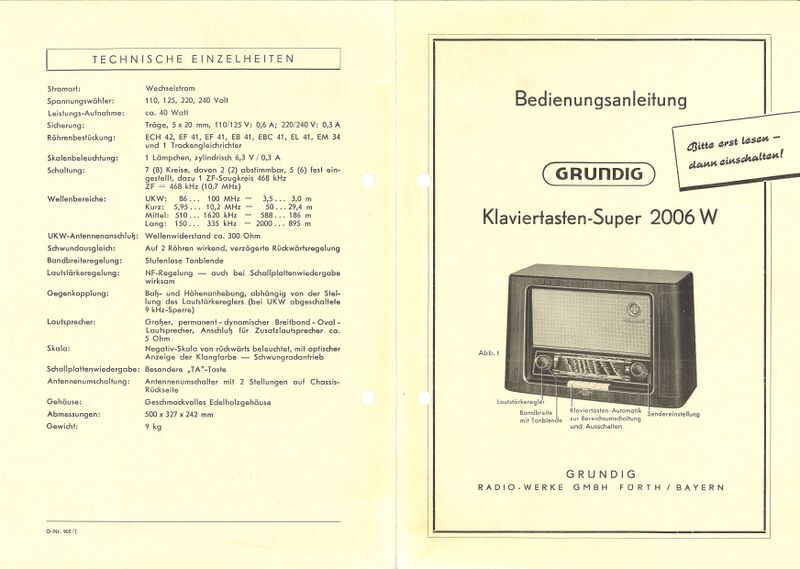 TECHNISCHE EINZELHEITEN
Stromart: Wechselstrom
Spannungswähler: 110, 125, 220, 240 Volt
Leistungs-Aufnahme: ca. 40 Watt
Sicherung: Träge, 5 x 20 mm, 110/125 V: 0,6 A; 220/240 V: 0,3 A
Röhrenbestückung: ECH 42, EF 41, EF 41, EB 41, EBC 41, EL 41, EM 34
und 1 Trockengleichrichter
Skalenbeleuchtung: 1 Lämpchen, zylindrisch 6,3 V / 0,3 A
Schaltung: 7 (8) Kreise, davon 2 (2) abstimmbar, 5 (6) fest ein-
gestellt, dazu 1 ZF-Saugkreis 468 kHz
ZF = 468 kHz (10,7 MHz)
Wellenbereiche: UKW: 86 ... 100 MHz = 3,5 ... 3,0 m
Kurz: 5,95 ... 10,2 MHz = 50 ... 29,4 m
Mittel: 510 ... 1620 kHz = 588 ... 186 m
Lang: 150 ... 335 kHz = 2000 ... 895 m
UKW-Antennenanschluß: Wellenwiderstand ca. 300 Ohm
Schwundausgleich: Auf 2 Röhren wirkend, verzögerte Rückwärtsregelung
Bandbreiteregelung: Stufenlose Tonblende
Lautstärkeregelung: NF-Regelung — auch bei Schallplattenwiedergabe
wirksam
Gegenkopplung: Baß- und Höhenanhebung, abhängig von der Stel-
lung des Lautstärkereglers (bei UKW abgeschaltete
9 kHz-Sperre)
Lautsprecher: Großer, permanent-dynamischer Breitband-Oval-
Lautsprecher, Anschluß für Zusatzlautsprecher ca.
5 Ohm
Skala: Negativ-Skala von rückwärts beleuchtet, mit optischer
Anzeige der Klangfarbe — Schwungradantrieb
Schallplattenwiedergabe: Besondere „TA"-Taste
Antennenumschaltung: Antennenumschalter mit 2 Stellungen auf Chassis-
Rückseite
Gehäuse: Geschmackvolles Edelholzgehäuse
Abmessungen: 500 x 327 x 242 mm
Gewicht: 9 kg
Bedienungsanleitung
Bitte erst lesen –
dann einschalten!
GRUNDIG
Klaviertasten-Super 2006 W
Abb. 1
Lautstärkeregler
Bandbreite
mit Tonblende
Klaviertasten-Automatik
zur Bereichsumschaltung
und Ausschalten
Sendereinstellung
GRUNDIG
RADIO-WERKE GMBH FÜRTH / BAYERN